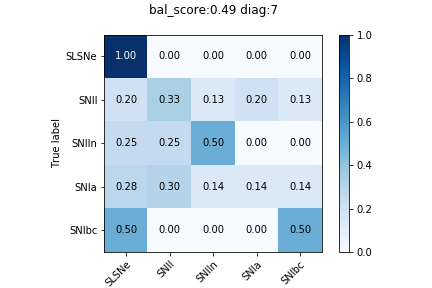 bal_score:0.49 diag:7
SLSNe 1.00 0.00 0.00 0.00 0.00
SNII 0.20 0.33 0.13 0.20 0.13
SNIIn 0.25 0.25 0.50 0.00 0.00
SNIa 0.28 0.30 0.14 0.14 0.14
SNIbc 0.50 0.00 0.00 0.00 0.50
SLSNe SNII SNIIn SNIa SNIbc
True label
1.0
0.8
0.6
0.4
0.2
0.0